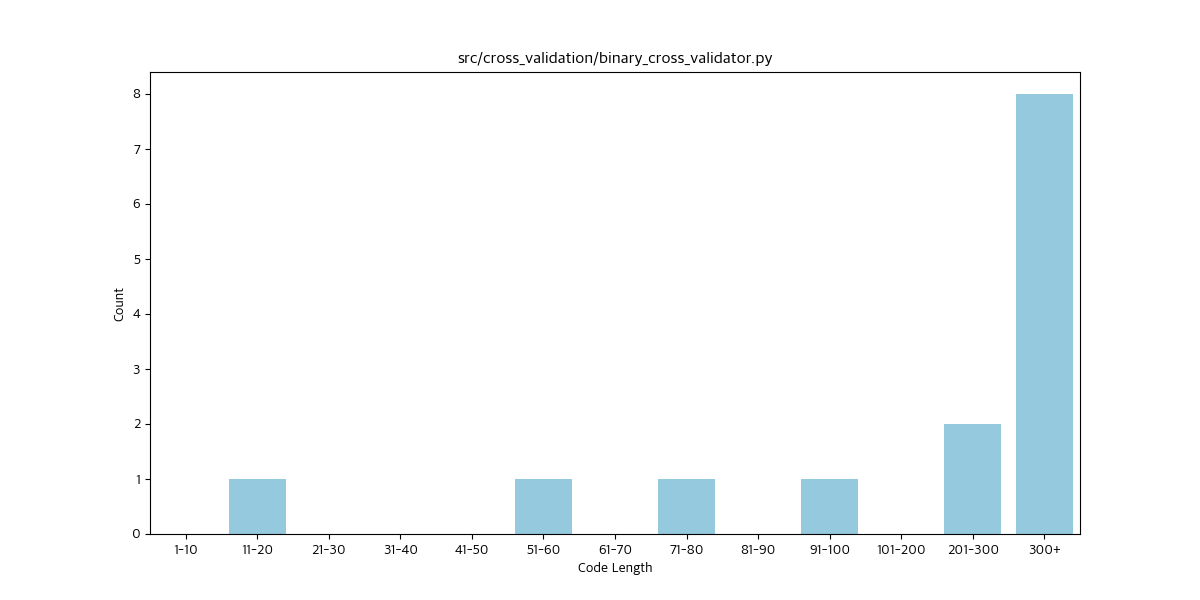 src/cross_validation/binary_cross_validator.py
8
7
6
5
4
3
2
1
0
Count
1-10 11-20 21-30 31-40 41-50 51-60 61-70 71-80 81-90 91-100 101-200 201-300 300+
Code Length